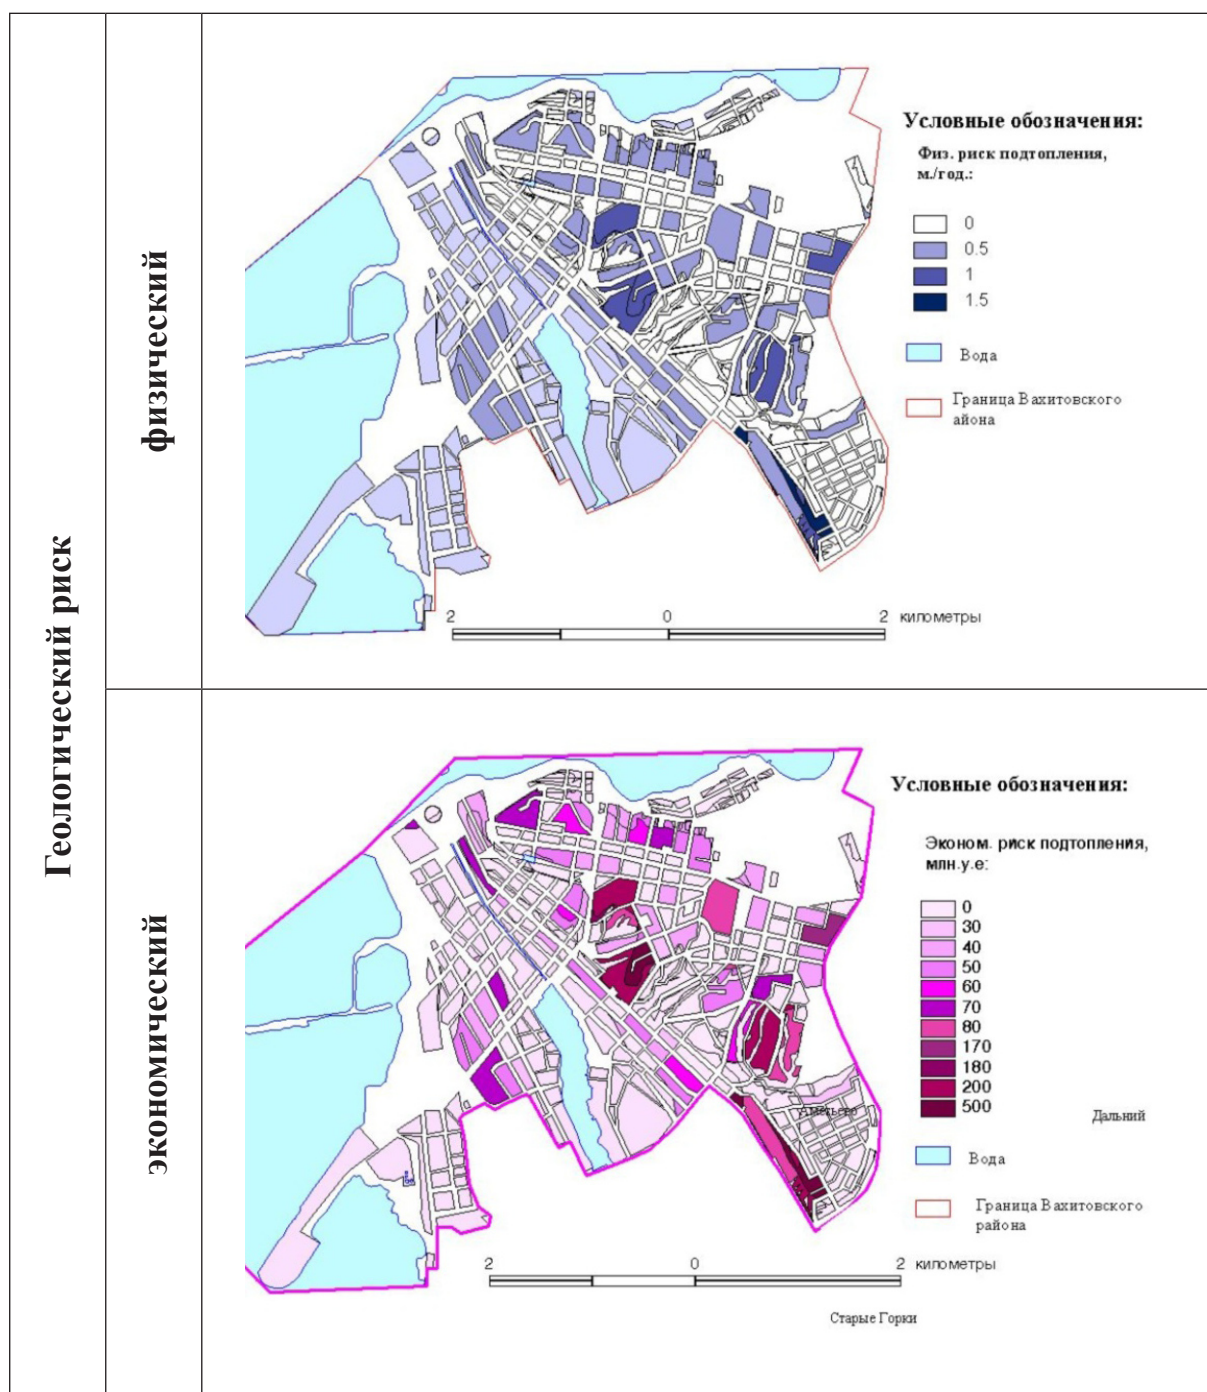 Геологический риск
физический
Условные обозначения:
Физ. риск подтопления,
м./год.:
0
0.5
1
1.5
Вода
Граница Вахитовского
айона
2 0 2 километры
экономический
Условные обозначения:
Эконом. риск подтопления,
млн.у.е:
0
30
40
50
60
70
80
170
180
200
500
Аметьево
Дальний
Вода
Граница Вахитовского
района
2 0 2 километры
Старые Горки